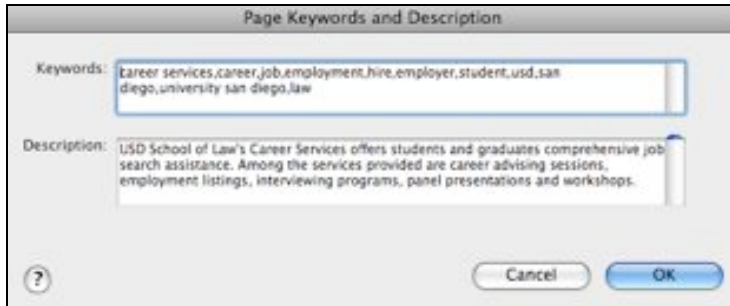 Page Keywords and Description
Keywords: career services,career,job,employment,hire,employer,student,usd,san
diego,university san diego,law
Description: USD School of Law's Career Services offers students and graduates comprehensive job
search assistance. Among the services provided are career advising sessions,
employment listings, interviewing programs, panel presentations and workshops.
? Cancel OK